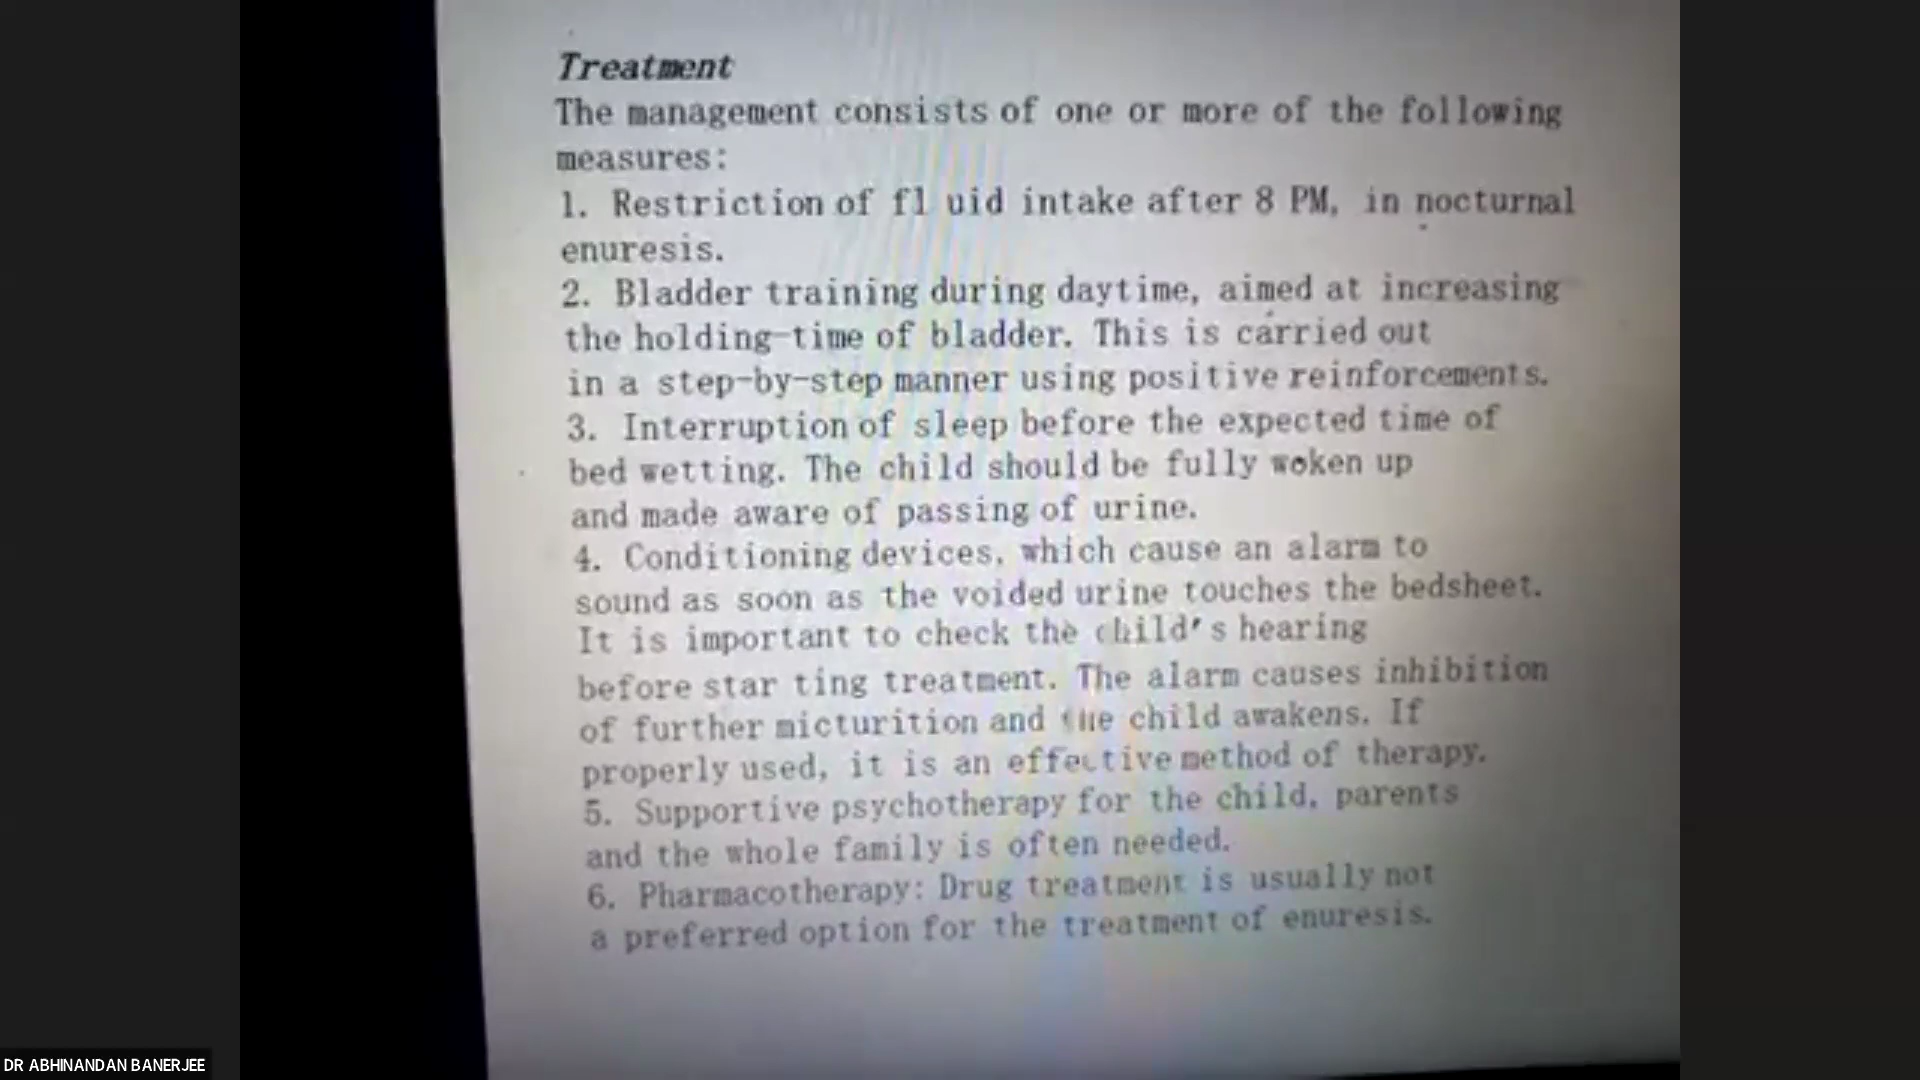 Treatment
The management consists of one or more of the following
measures:
1. Restriction of fl uid intake after 8 PM, in nocturnal
enuresis.
2. Bladder training during daytime, aimed at increasing
the holding-time of bladder. This is carried out
in a step-by-step manner using positive reinforcements.
3. Interruption of sleep before the expected time of
bed wetting. The child should be fully woken up
and made aware of passing of urine.
4. Conditioning devices, which cause an alarm to
sound as soon as the voided urine touches the bedsheet.
It is important to check the child's hearing
before star ting treatment. The alarm causes inhibition
of further micturition and the child awakens. If
properly used, it is an effective method of therapy.
5. Supportive psychotherapy for the child, parents
and the whole family is often needed.
6. Pharmacotherapy: Drug treatment is usually not
a preferred option for the treatment of enuresis.
DR ABHINANDAN BANERJEE